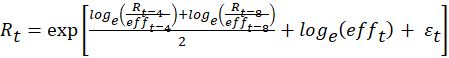 R_t = exp[(log_e(R_{t-4}/eff_{t-4})+log_e(R_{t-8}/eff_{t-8}))/2 + log_e(eff_t) + ε_t]